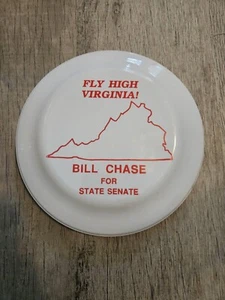 FLY HIGH
VIRGINIA!
BILL CHASE
FOR
STATE SENATE